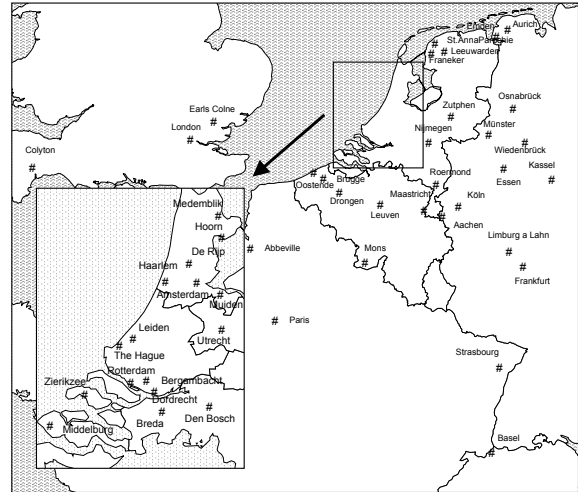 Emden
Aurich
St.AnnaParochie
Leeuwarden
Franeker
Earls Colne
London
Colyton
Zutphen
Osnabrück
Nijmegen
Münster
Wiedenbrück
Kassel
Essen
Oostende
Brugge
Drongen
Leuven
Maastricht
Roermond
Köln
Aachen
Limburg a Lahn
Frankfurt
Mons
Abbeville
Paris
Strasbourg
Basel
Medemblik
Hoorn
De Rijp
Haarlem
Amsterdam
Muiden
Leiden
Utrecht
The Hague
Rotterdam
Bergambacht
Zierikzee
Dordrecht
Middelburg
Breda
Den Bosch